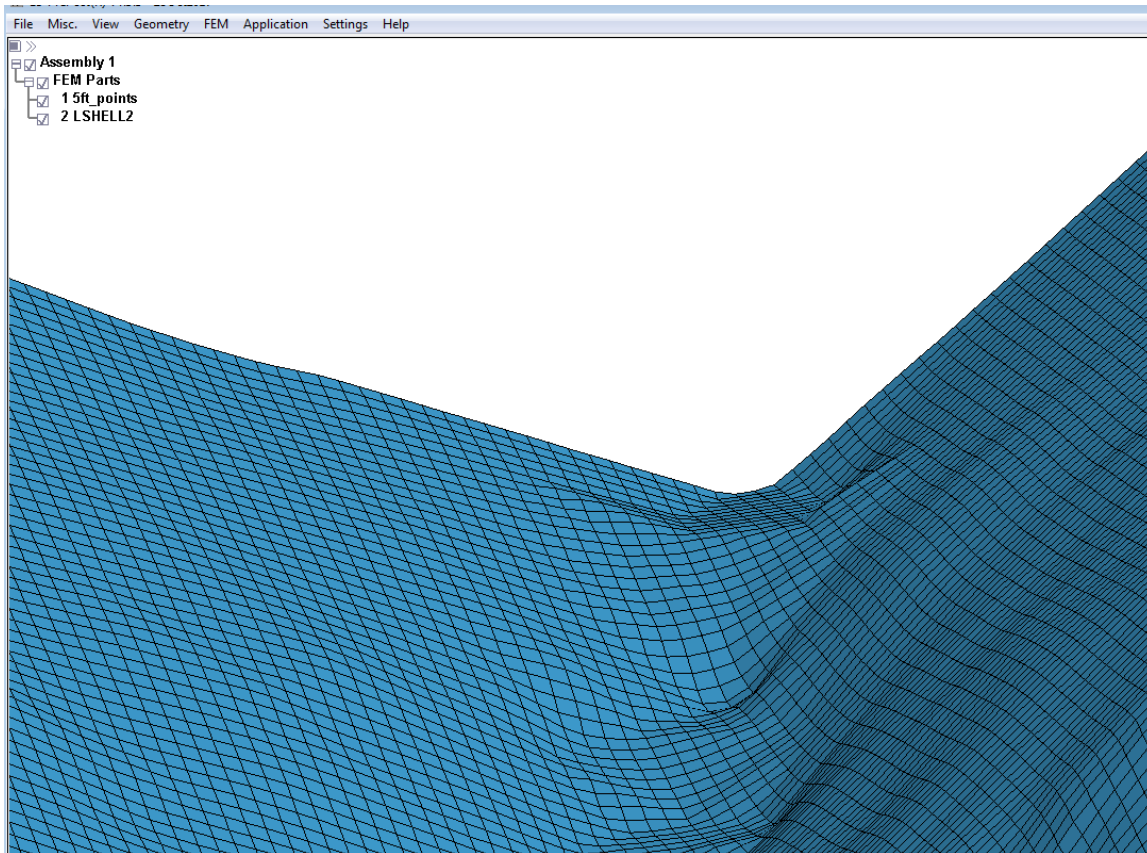 File Misc. View Geometry FEM Application Settings Help
Assembly 1
FEM Parts
1 5ft_points
2 LSHELL2